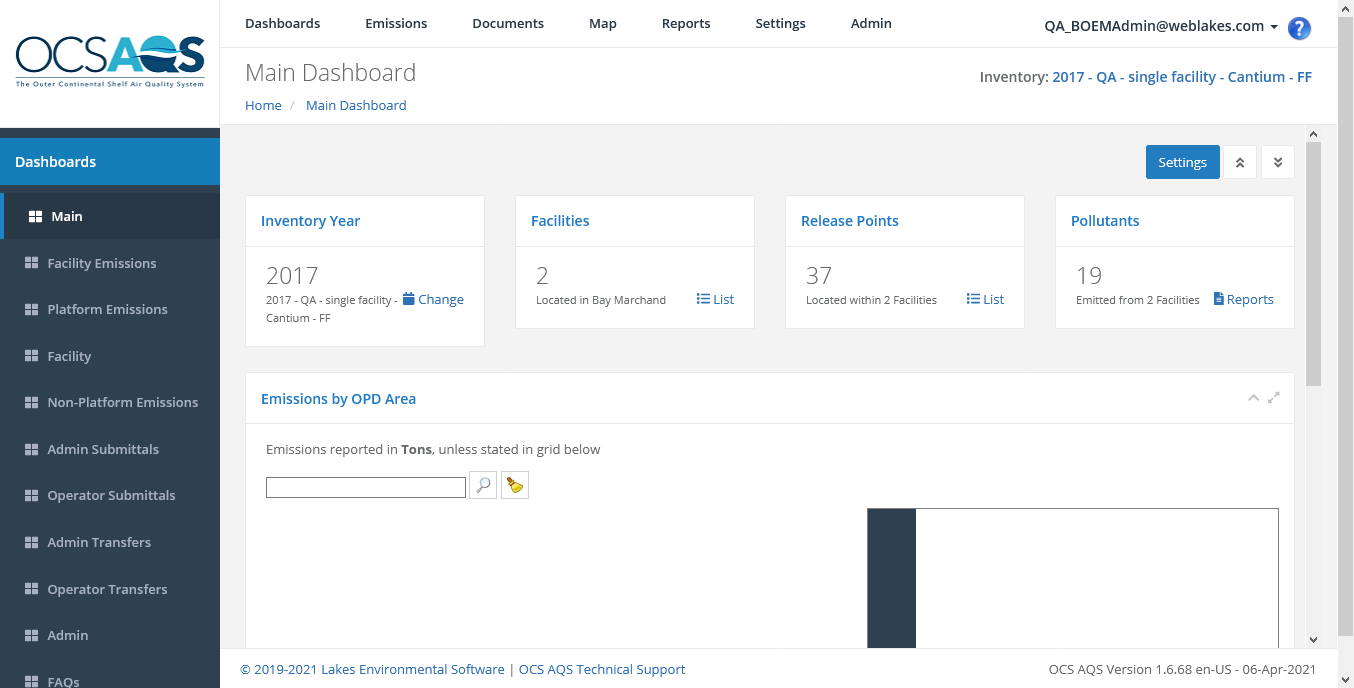 OCSAQS
The Outer Continental Shelf Air Quality System
Dashboards Emissions Documents Map Reports Settings Admin
QA_BOEMAdmin@weblakes.com
?
Main Dashboard
Inventory: 2017 - QA - single facility - Cantium - FF
Home / Main Dashboard
Dashboards
Main
Facility Emissions
Platform Emissions
Facility
Non-Platform Emissions
Admin Submittals
Operator Submittals
Admin Transfers
Operator Transfers
Admin
FAQs
Settings
Inventory Year
2017
2017 - QA - single facility -
Cantium - FF
Change
Facilities
2
Located in Bay Marchand
List
Release Points
37
Located within 2 Facilities
List
Pollutants
19
Emitted from 2 Facilities
Reports
Emissions by OPD Area
Emissions reported in Tons, unless stated in grid below
© 2019-2021 Lakes Environmental Software | OCS AQS Technical Support
OCS AQS Version 1.6.68 en-US - 06-Apr-2021